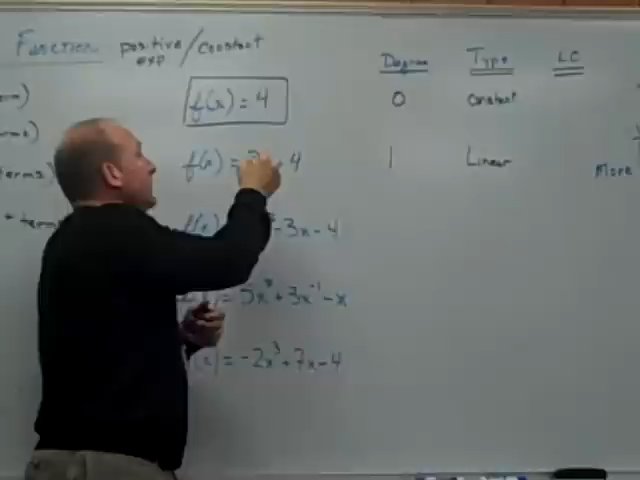 Function positive/constant
exp
Degree Type LC
f(x) = 4
0 Constant
f(x) = + 4
1 Linear
More
- 3x - 4
= 5x + 3x⁻¹ - x
= -2x³ + 7x - 4